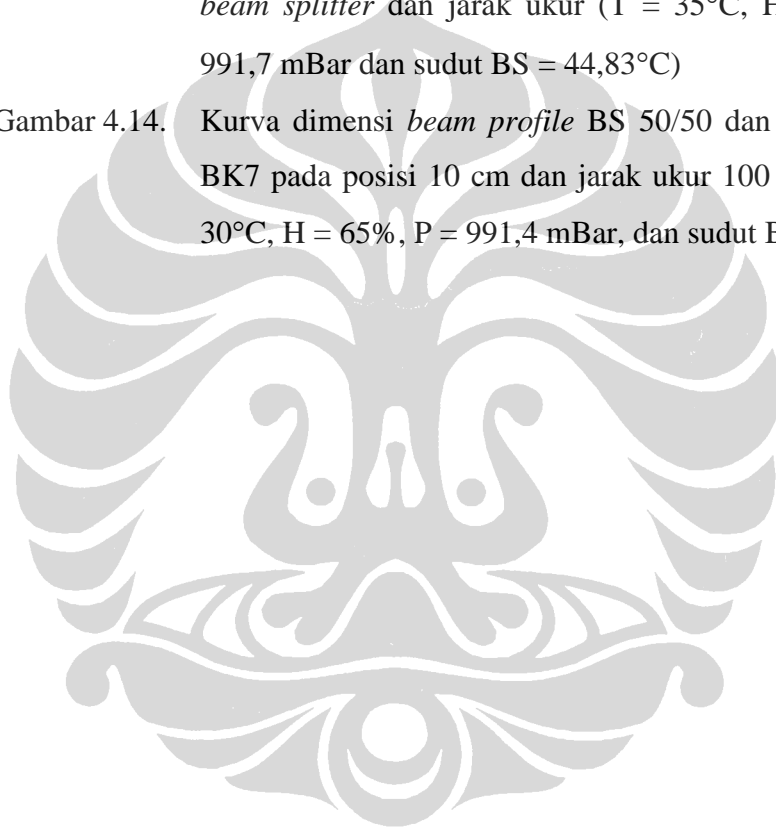 beam splitter dan jarak ukur (T = 35°C, H
991,7 mBar dan sudut BS = 44,83°C)
Gambar 4.14. Kurva dimensi beam profile BS 50/50 dan
BK7 pada posisi 10 cm dan jarak ukur 100
30°C, H = 65%, P = 991,4 mBar, dan sudut